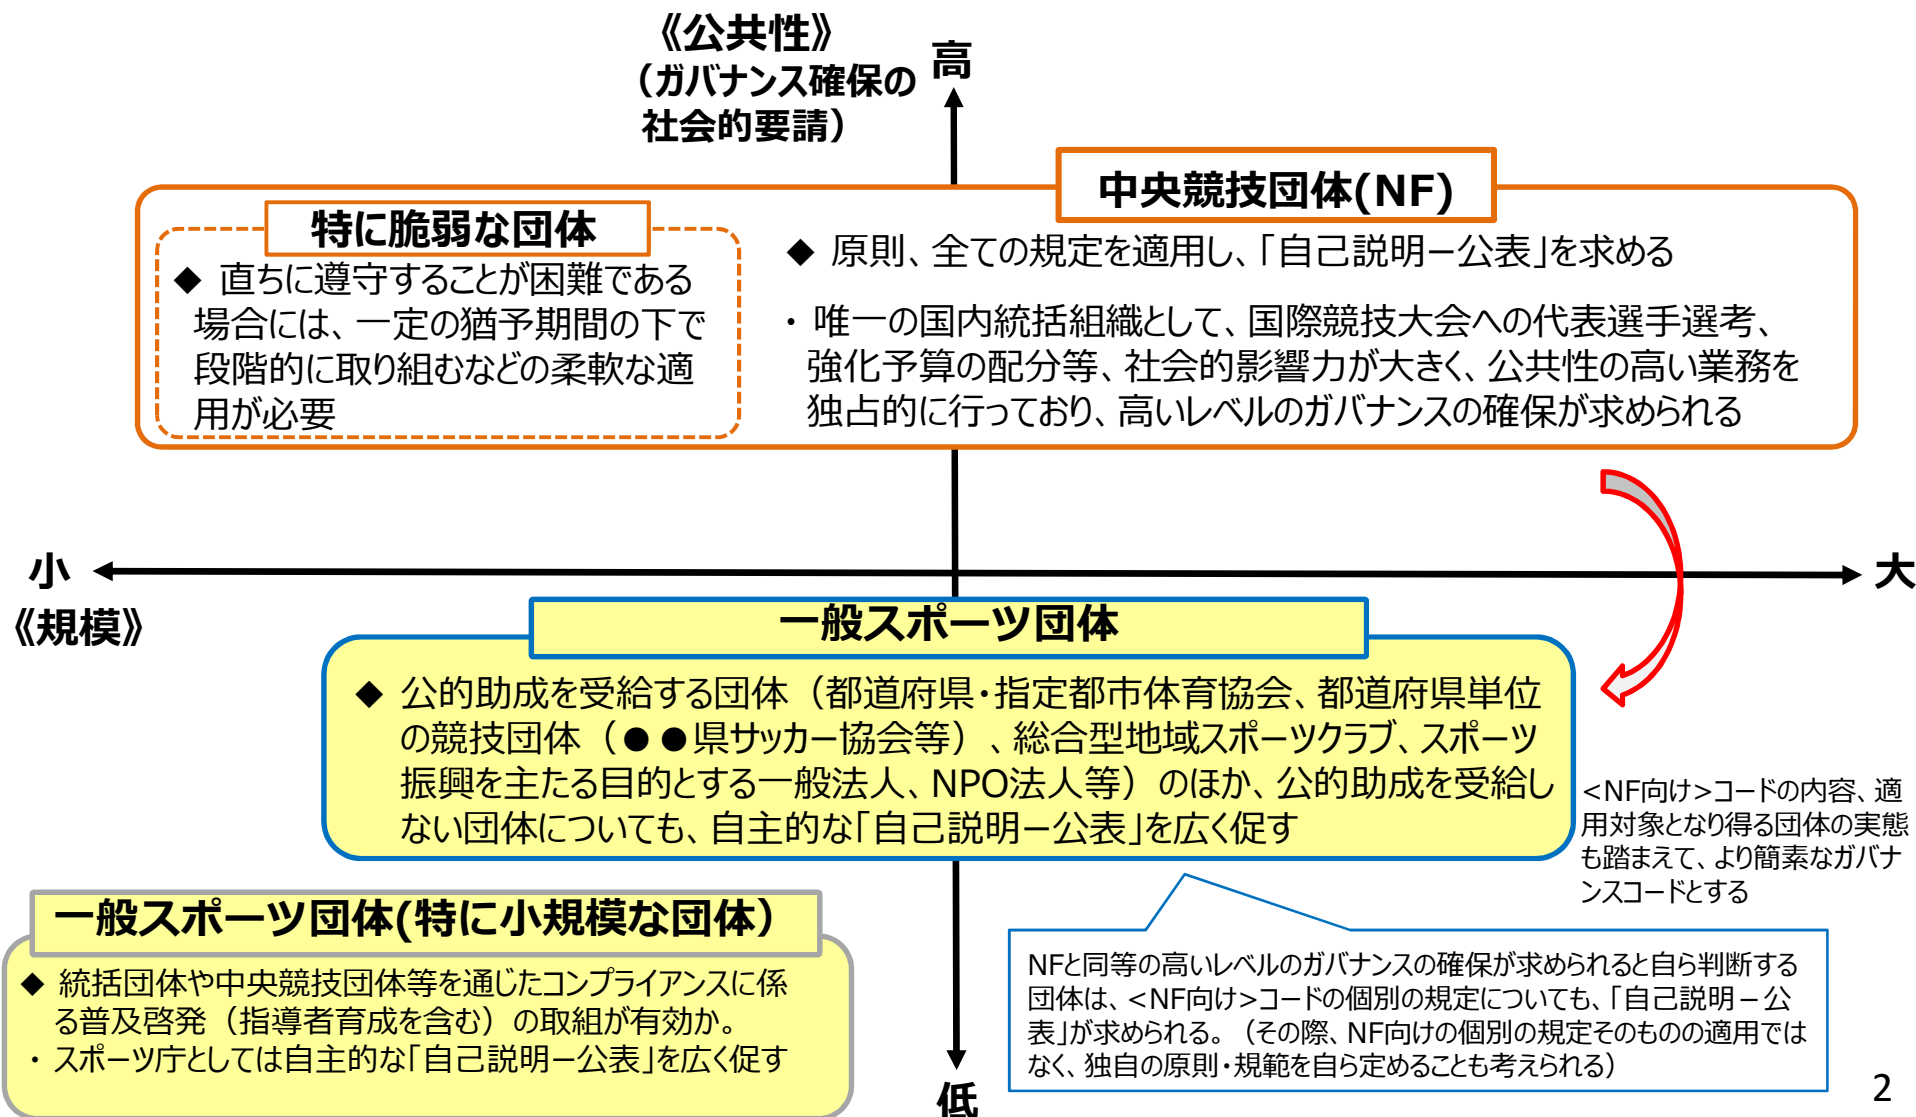 《公共性》
（ガバナンス確保の
社会的要請）
高
中央競技団体(NF)
◆ 原則、全ての規定を適用し、「自己説明－公表」を求める
・ 唯一の国内統括組織として、国際競技大会への代表選手選考、
強化予算の配分等、社会的影響力が大きく、公共性の高い業務を
独占的に行っており、高いレベルのガバナンスの確保が求められる
特に脆弱な団体
◆ 直ちに遵守することが困難である
場合には、一定の猶予期間の下で
段階的に取り組むなどの柔軟な適
用が必要
小
《規模》
大
一般スポーツ団体
◆ 公的助成を受給する団体（都道府県・指定都市体育協会、都道府県単位
の競技団体（●●県サッカー協会等）、総合型地域スポーツクラブ、スポーツ
振興を主たる目的とする一般法人、NPO法人等）のほか、公的助成を受給し
ない団体についても、自主的な「自己説明－公表」を広く促す
<NF向け>コードの内容、適
用対象となり得る団体の実態
も踏まえて、より簡素なガバナ
ンスコードとする
一般スポーツ団体(特に小規模な団体）
◆ 統括団体や中央競技団体等を通じたコンプライアンスに係
る普及啓発（指導者育成を含む）の取組が有効か。
・ スポーツ庁としては自主的な「自己説明－公表」を広く促す
NFと同等の高いレベルのガバナンスの確保が求められると自ら判断する
団体は、<NF向け>コードの個別の規定についても、「自己説明－公
表」が求められる。（その際、NF向けの個別の規定そのものの適用では
なく、独自の原則・規範を自ら定めることも考えられる）
低
2